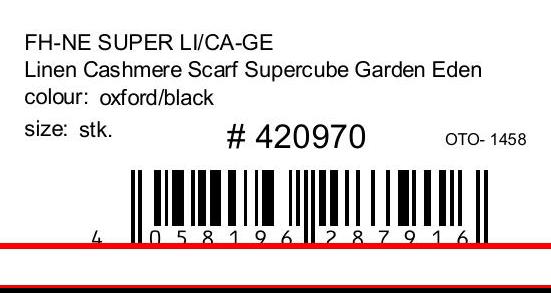 FH-NE SUPER LI/CA-GE
Linen Cashmere Scarf Supercube Garden Eden
colour: oxford/black
size: stk.
# 420970
OTO- 1458
4 058196 287916